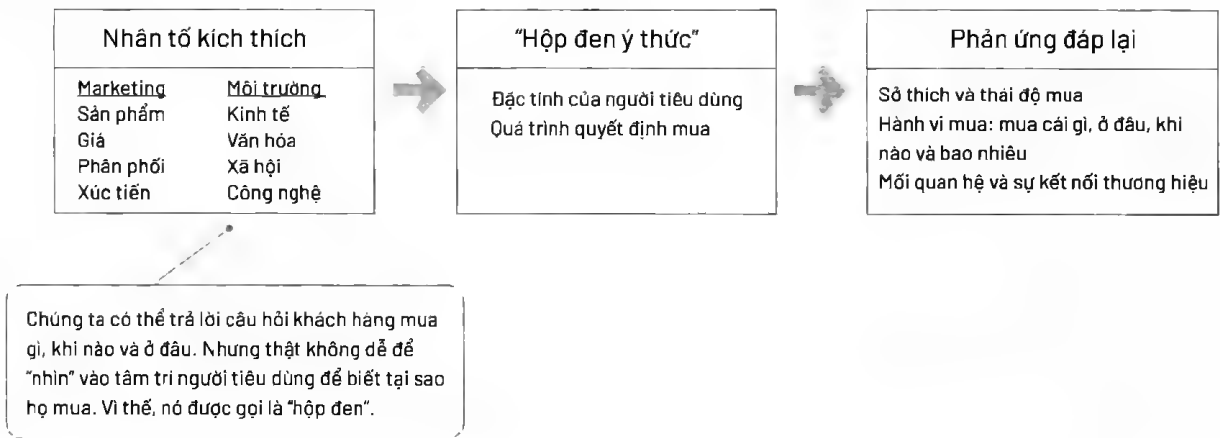 Nhân tố kích thích
Marketing
Môi trường
Sản phẩm
Kinh tế
Giá
Văn hóa
Phân phối
Xã hội
Xúc tiến
Công nghệ
"Hộp đen ý thức"
Đặc tính của người tiêu dùng
Quá trình quyết định mua
Phản ứng đáp lại
Sở thích và thái độ mua
Hành vi mua: mua cái gì, ở đâu, khi
nào và bao nhiêu
Mối quan hệ và sự kết nối thương hiệu
Chúng ta có thể trả lời câu hỏi khách hàng mua
gì, khi nào và ở đâu. Nhưng thật không dễ để
"nhìn" vào tâm trí người tiêu dùng để biết tại sao
họ mua. Vì thế, nó được gọi là "hộp đen".